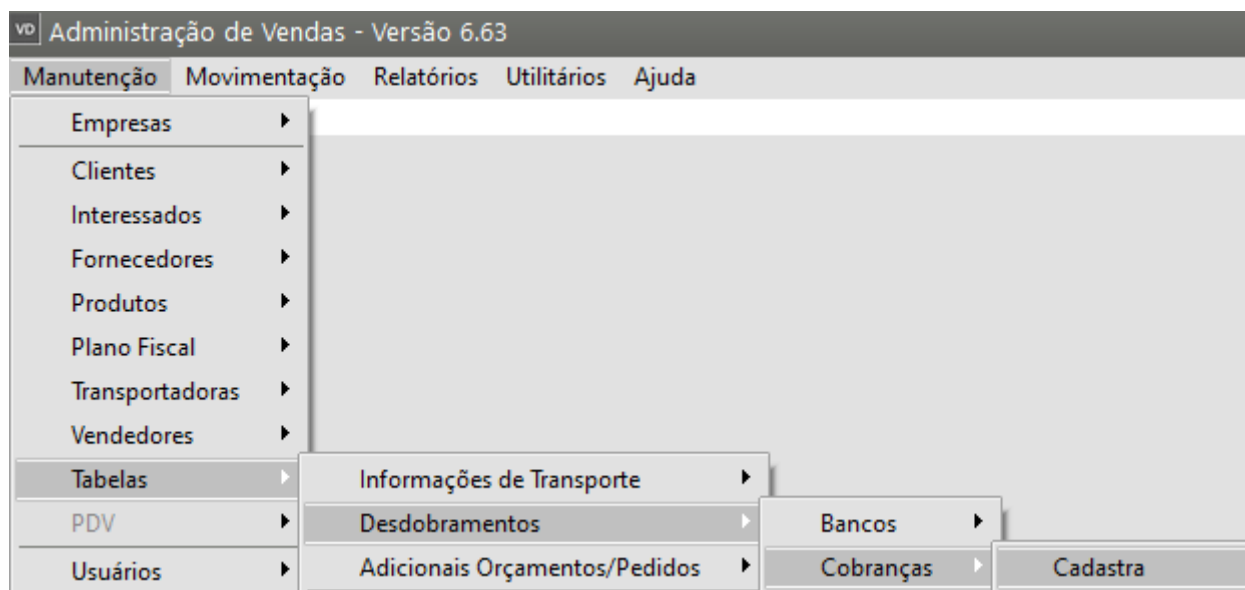 VD Administração de Vendas - Versão 6.63
Manutenção Movimentação Relatórios Utilitários Ajuda
Empresas
Clientes
Interessados
Fornecedores
Produtos
Plano Fiscal
Transportadoras
Vendedores
Tabelas Informações de Transporte
PDV Desdobramentos Bancos
Usuários Adicionais Orçamentos/Pedidos Cobranças Cadastra